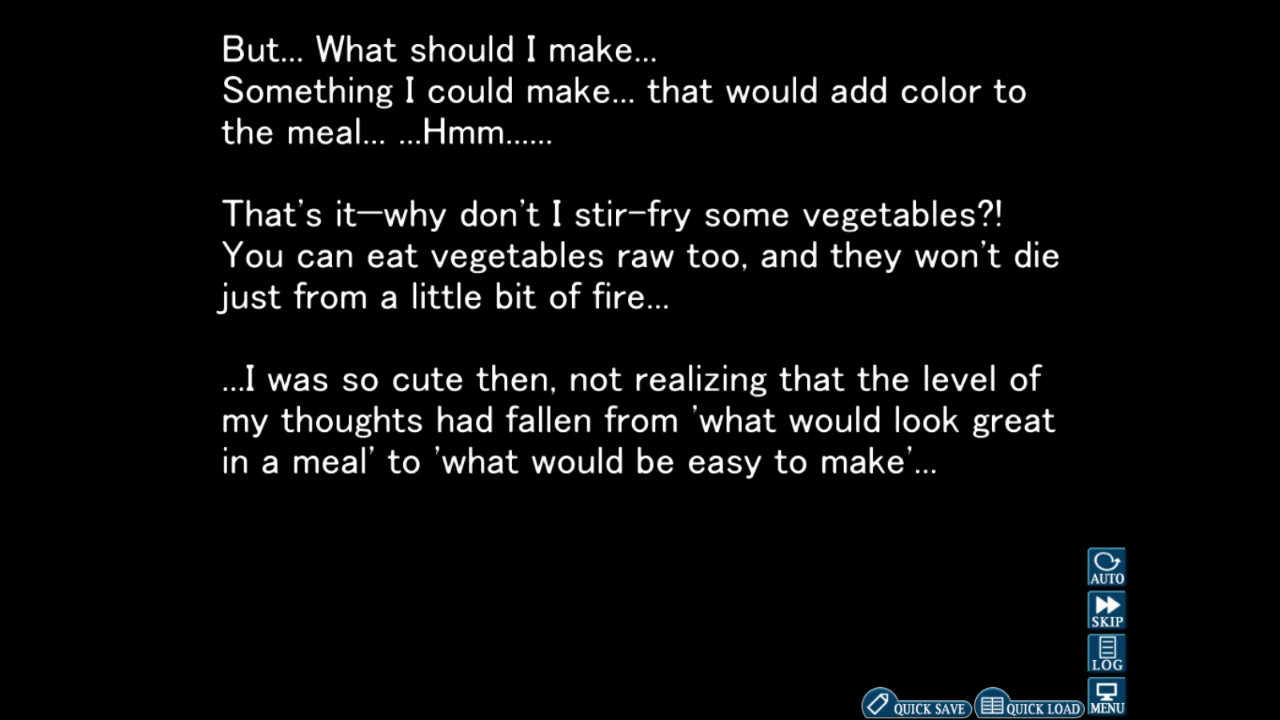 But... What should I make...
Something I could make... that would add color to
the meal... ...Hmm......
That's it—why don't I stir-fry some vegetables?!
You can eat vegetables raw too, and they won't die
just from a little bit of fire...
...I was so cute then, not realizing that the level of
my thoughts had fallen from 'what would look great
in a meal' to 'what would be easy to make'...
AUTO
SKIP
LOG
QUICK SAVE QUICK LOAD MENU